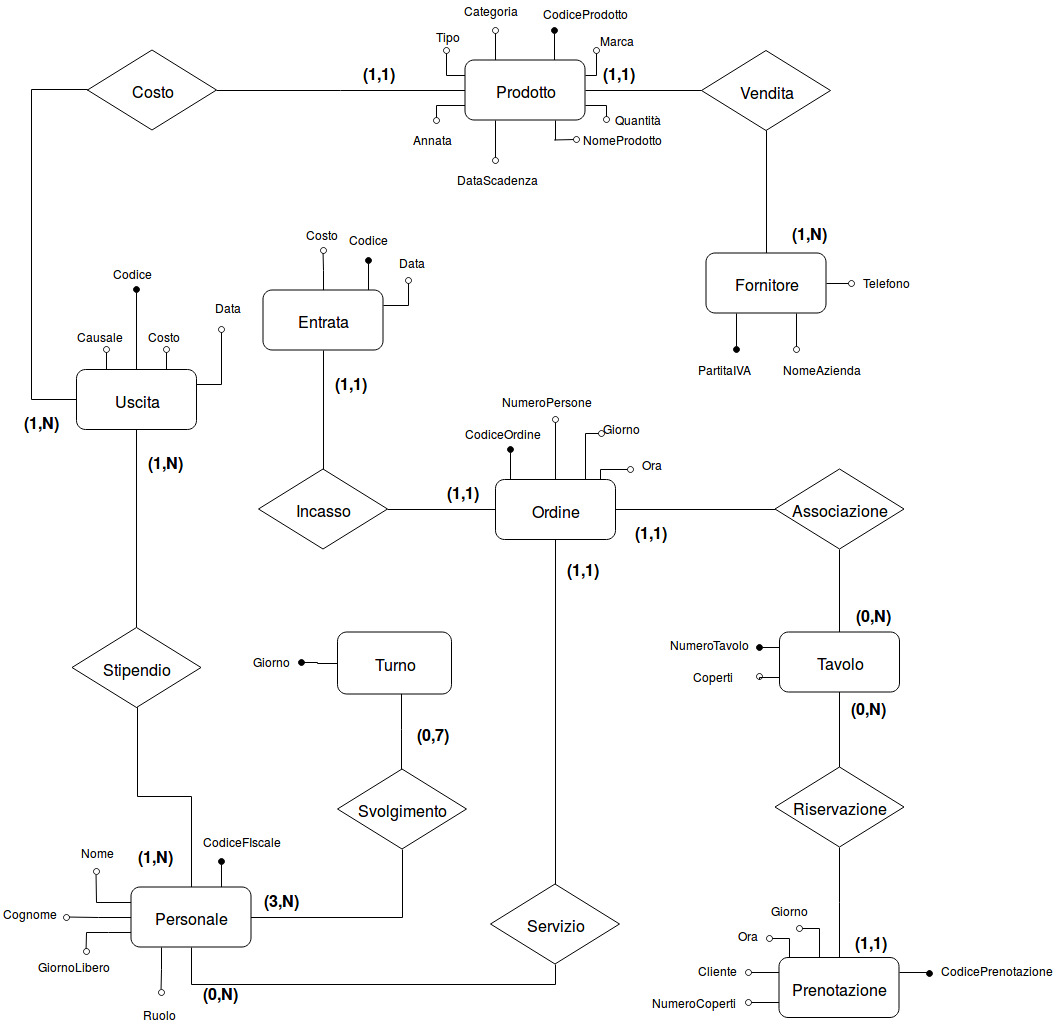 Categoria
CodiceProdotto
Tipo
Marca
(1,1)
(1,1)
Costo
Prodotto
Vendita
Quantità
Annata
NomeProdotto
DataScadenza
Costo
Codice
(1,N)
Data
Codice
Fornitore
Telefono
Data
Entrata
Causale
Costo
PartitaIVA
NomeAzienda
(1,1)
Uscita
NumeroPersone
(1,N)
Giorno
CodiceOrdine
(1,N)
Ora
(1,1)
Incasso
Ordine
Associazione
(1,1)
(1,1)
(0,N)
NumeroTavolo
Giorno
Turno
Tavolo
Stipendio
Coperti
(0,N)
(0,7)
Svolgimento
Riservazione
CodiceFIscale
Nome
(1,N)
(3,N)
Cognome
Personale
Servizio
Giorno
Ora
(1,1)
GiornoLibero
Cliente
CodicePrenotazione
Prenotazione
(0,N)
NumeroCoperti
Ruolo